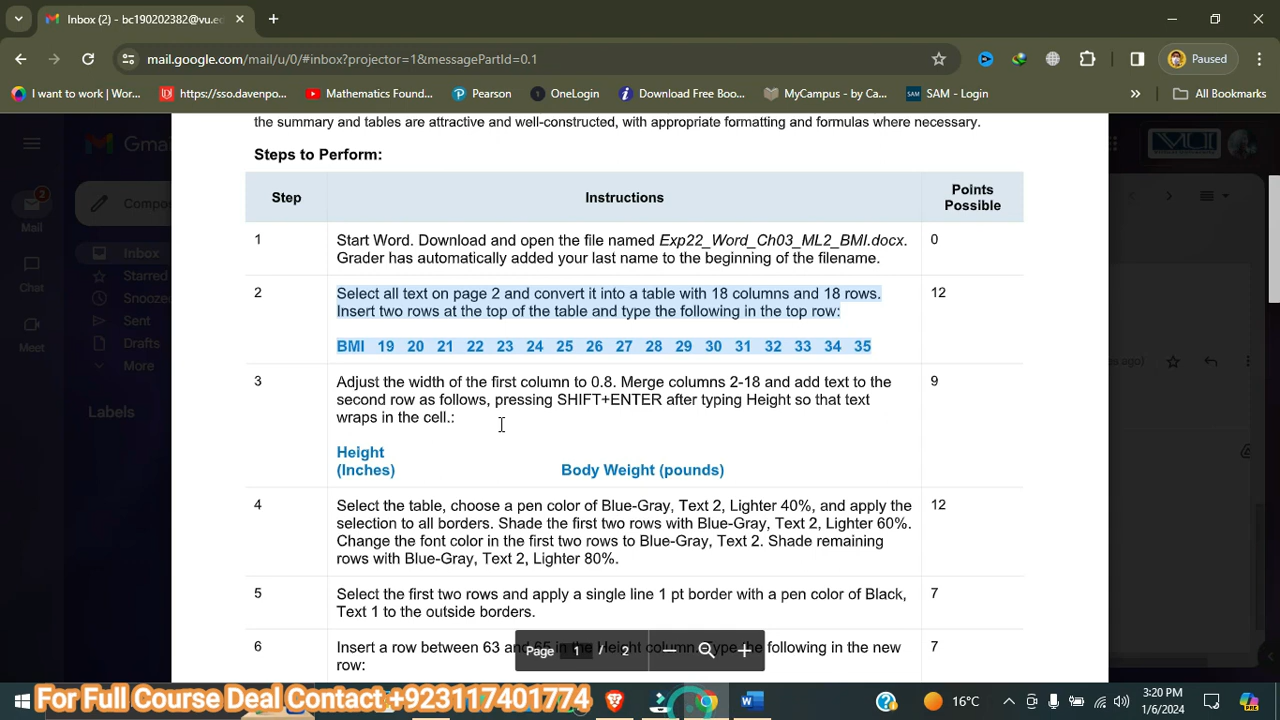 Inbox (2) - bc190202382@vu.e
mail.google.com/mail/u/0/#inbox?projector=1&messagePartId=0.1
Paused
I want to work | Wor...
https://sso.davenpo...
Mathematics Found...
Pearson
OneLogin
Download Free Boo...
MyCampus - by Ca...
SAM - Login
All Bookmarks
the summary and tables are attractive and well-constructed, with appropriate formatting and formulas where necessary.
Gma
Steps to Perform:
Step Instructions Points Possible
Mail
Compo
1 Start Word. Download and open the file named Exp22_Word_Ch03_ML2_BMI.docx. 0
Grader has automatically added your last name to the beginning of the filename.
Inbox
Starred
Chat
Snooze
2 Select all text on page 2 and convert it into a table with 18 columns and 18 rows. 12
Insert two rows at the top of the table and type the following in the top row:
Sent
Drafts
Meet
BMI 19 20 21 22 23 24 25 26 27 28 29 30 31 32 33 34 35
More
Labels
3 Adjust the width of the first column to 0.8. Merge columns 2-18 and add text to the 9
second row as follows, pressing SHIFT+ENTER after typing Height so that text
wraps in the cell.:
Height
(Inches) Body Weight (pounds)
4 Select the table, choose a pen color of Blue-Gray, Text 2, Lighter 40%, and apply the 12
selection to all borders. Shade the first two rows with Blue-Gray, Text 2, Lighter 60%.
Change the font color in the first two rows to Blue-Gray, Text 2. Shade remaining
rows with Blue-Gray, Text 2, Lighter 80%.
5 Select the first two rows and apply a single line 1 pt border with a pen color of Black, 7
Text 1 to the outside borders.
6 Insert a row between 63 and 65 in the Height column. Type the following in the new 7
row:
Page 1 / 2
For Full Course Deal Contact +923117401774
16°C
3:20 PM
1/6/2024